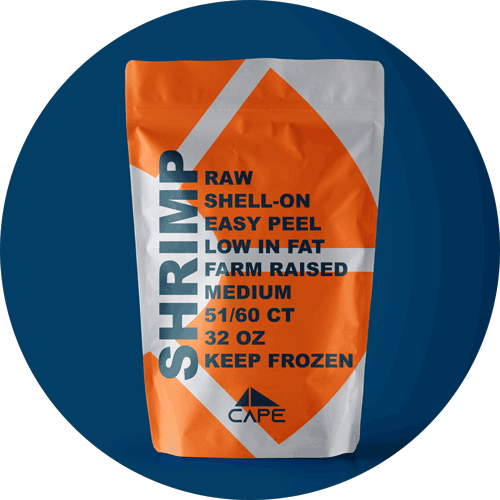 SHRIMP
RAW
SHELL-ON
EASY PEEL
LOW IN FAT
FARM RAISED
MEDIUM
51/60 CT
32 OZ
KEEP FROZEN
CAPE